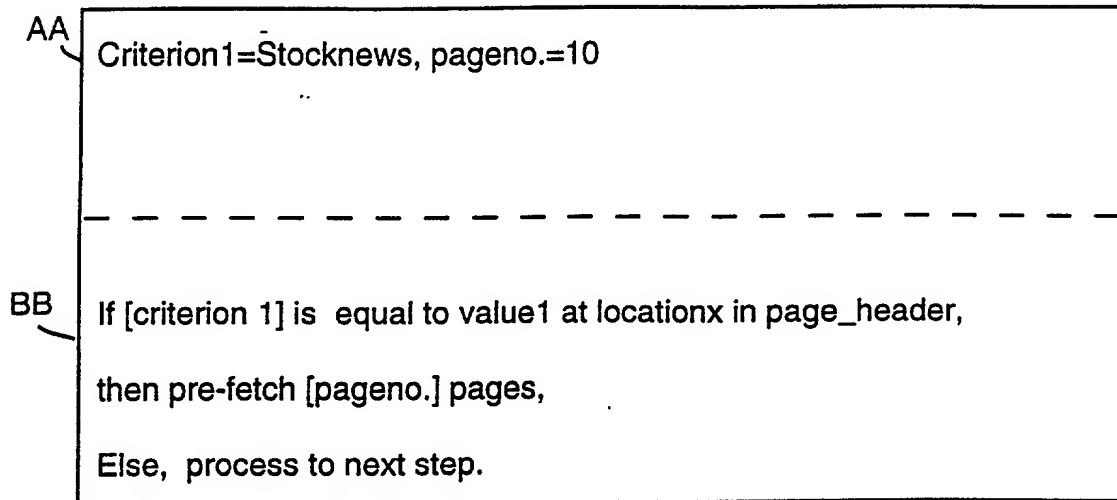 AA
Criterion1=Stocknews, pageno.=10
BB
If [criterion 1] is equal to value1 at locationx in page_header,
then pre-fetch [pageno.] pages,
Else, process to next step.